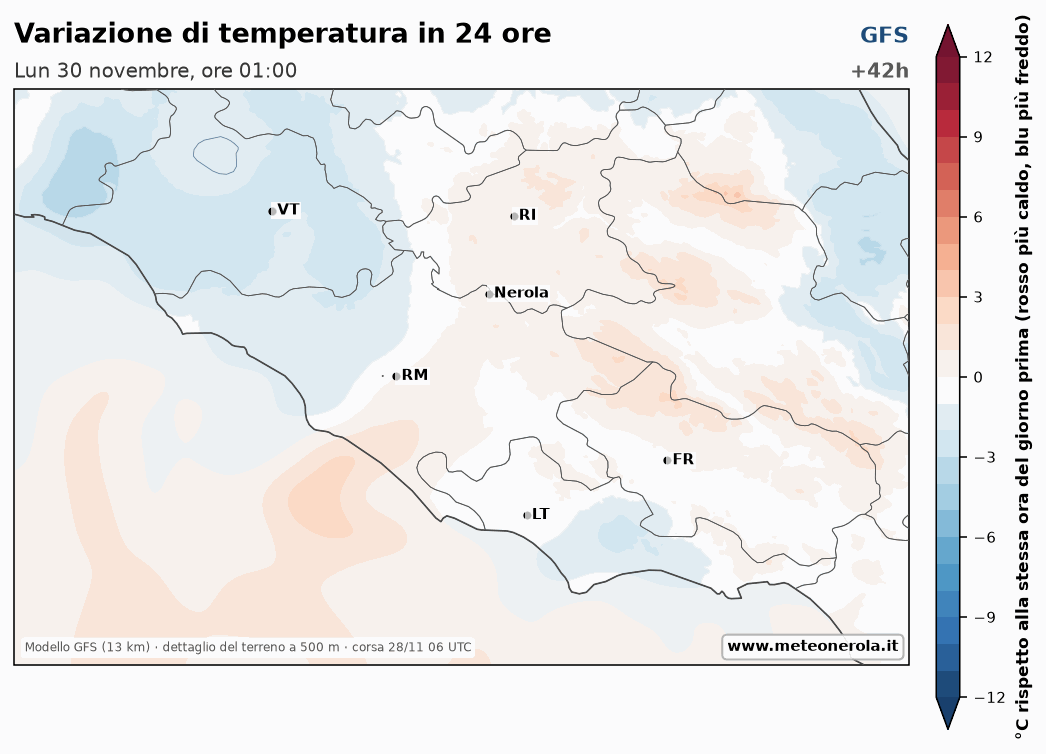 Variazione di temperatura in 24 ore
GFS
Lun 30 novembre, ore 01:00
+42h
VT
RI
Nerola
RM
FR
LT
Modello GFS (13 km) · dettaglio del terreno a 500 m · corsa 28/11 06 UTC
www.meteonerola.it
12
9
6
3
0
−3
−6
−9
−12
°C rispetto alla stessa ora del giorno prima (rosso più caldo, blu più freddo)